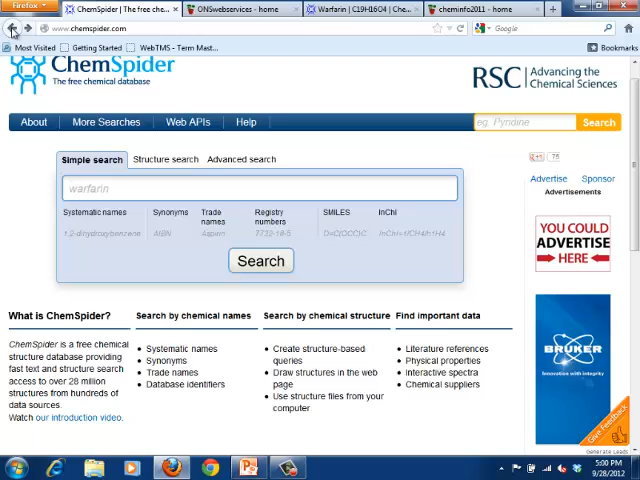 Firefox
ChemSpider | The free che...
ONSwebservices - home
Warfarin | C19H16O4 | Che...
cheminfo2011 - home
www.chemspider.com
Google
Most Visited
Getting Started
WebTMS - Term Mast...
Bookmarks
ChemSpider
The free chemical database
RSC | Advancing the
Chemical Sciences
About
More Searches
Web APIs
Help
eg. Pyridine
Search
Simple search
Structure search
Advanced search
+1
75
warfarin
Advertise
Sponsor
Advertisements
Systematic names
Synonyms
Trade names
Registry numbers
SMILES
InChI
1,2-dihydroxybenzene
AIBN
Aspirin
7732-18-5
YOU COULD
ADVERTISE
HERE
Search
What is ChemSpider?
Search by chemical names
Search by chemical structure
Find important data
ChemSpider is a free chemical
structure database providing
fast text and structure search
access to over 28 million
structures from hundreds of
data sources.
Watch our introduction video.
• Systematic names
• Synonyms
• Trade names
• Database identifiers
• Create structure-based
queries
• Draw structures in the web
page
• Use structure files from your
computer
• Literature references
• Physical properties
• Interactive spectra
• Chemical suppliers
BRUKER
Innovation with Integrity
Give Feedback
Generate Leads
5:00 PM
9/28/2012